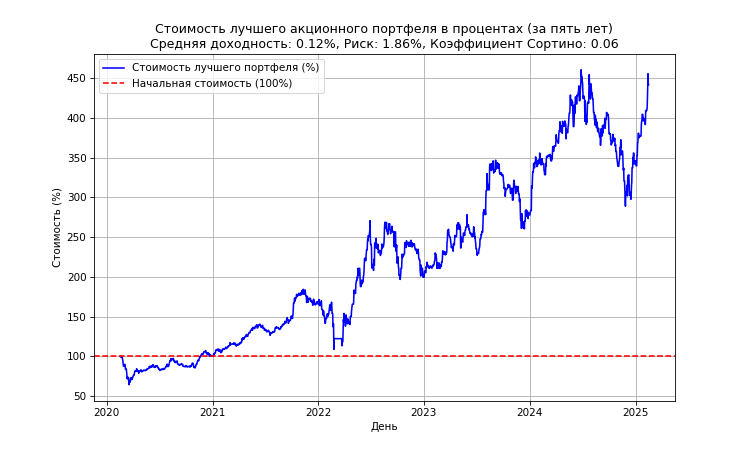 Стоимость лучшего акционного портфеля в процентах (за пять лет)
Средняя доходность: 0.12%, Риск: 1.86%, Коэффициент Сортино: 0.06
Стоимость лучшего портфеля (%)
Начальная стоимость (100%)
Стоимость (%)
450
400
350
300
250
200
150
100
50
2020
2021
2022
2023
2024
2025
День